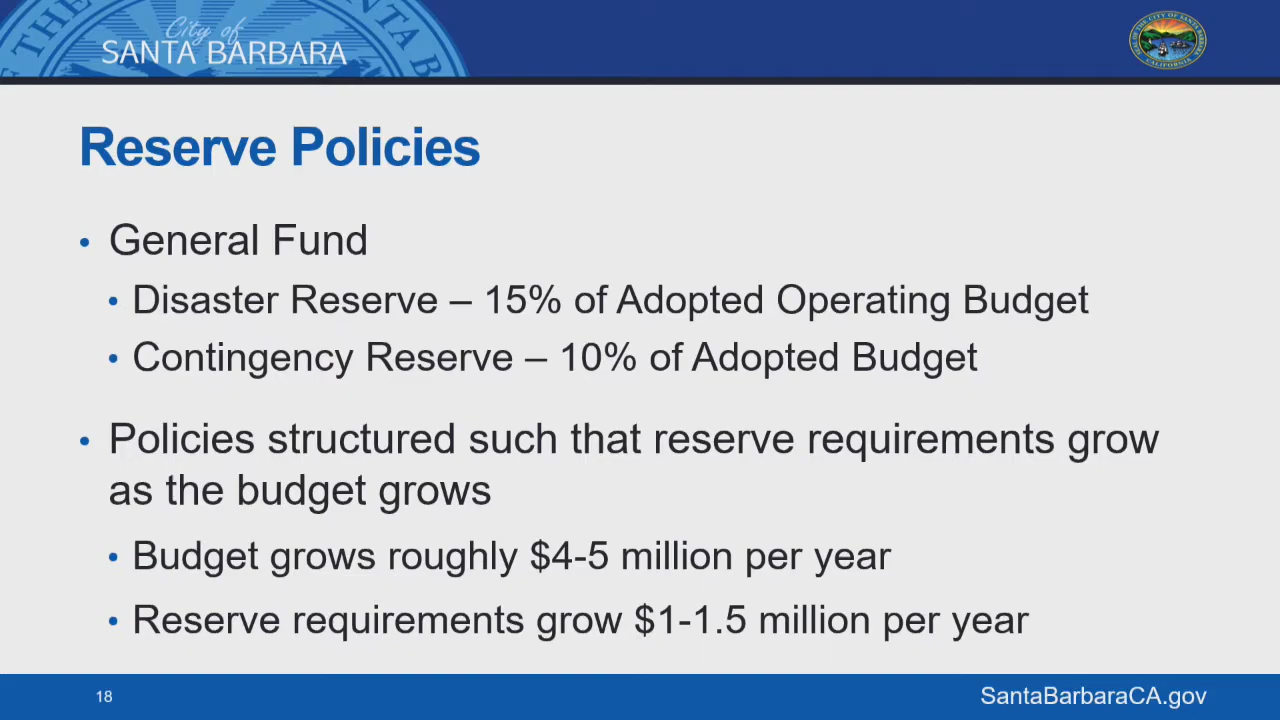 City of
SANTA BARBARA
Reserve Policies
• General Fund
• Disaster Reserve – 15% of Adopted Operating Budget
• Contingency Reserve – 10% of Adopted Budget
• Policies structured such that reserve requirements grow
as the budget grows
• Budget grows roughly $4-5 million per year
• Reserve requirements grow $1-1.5 million per year
18
SantaBarbaraCA.gov